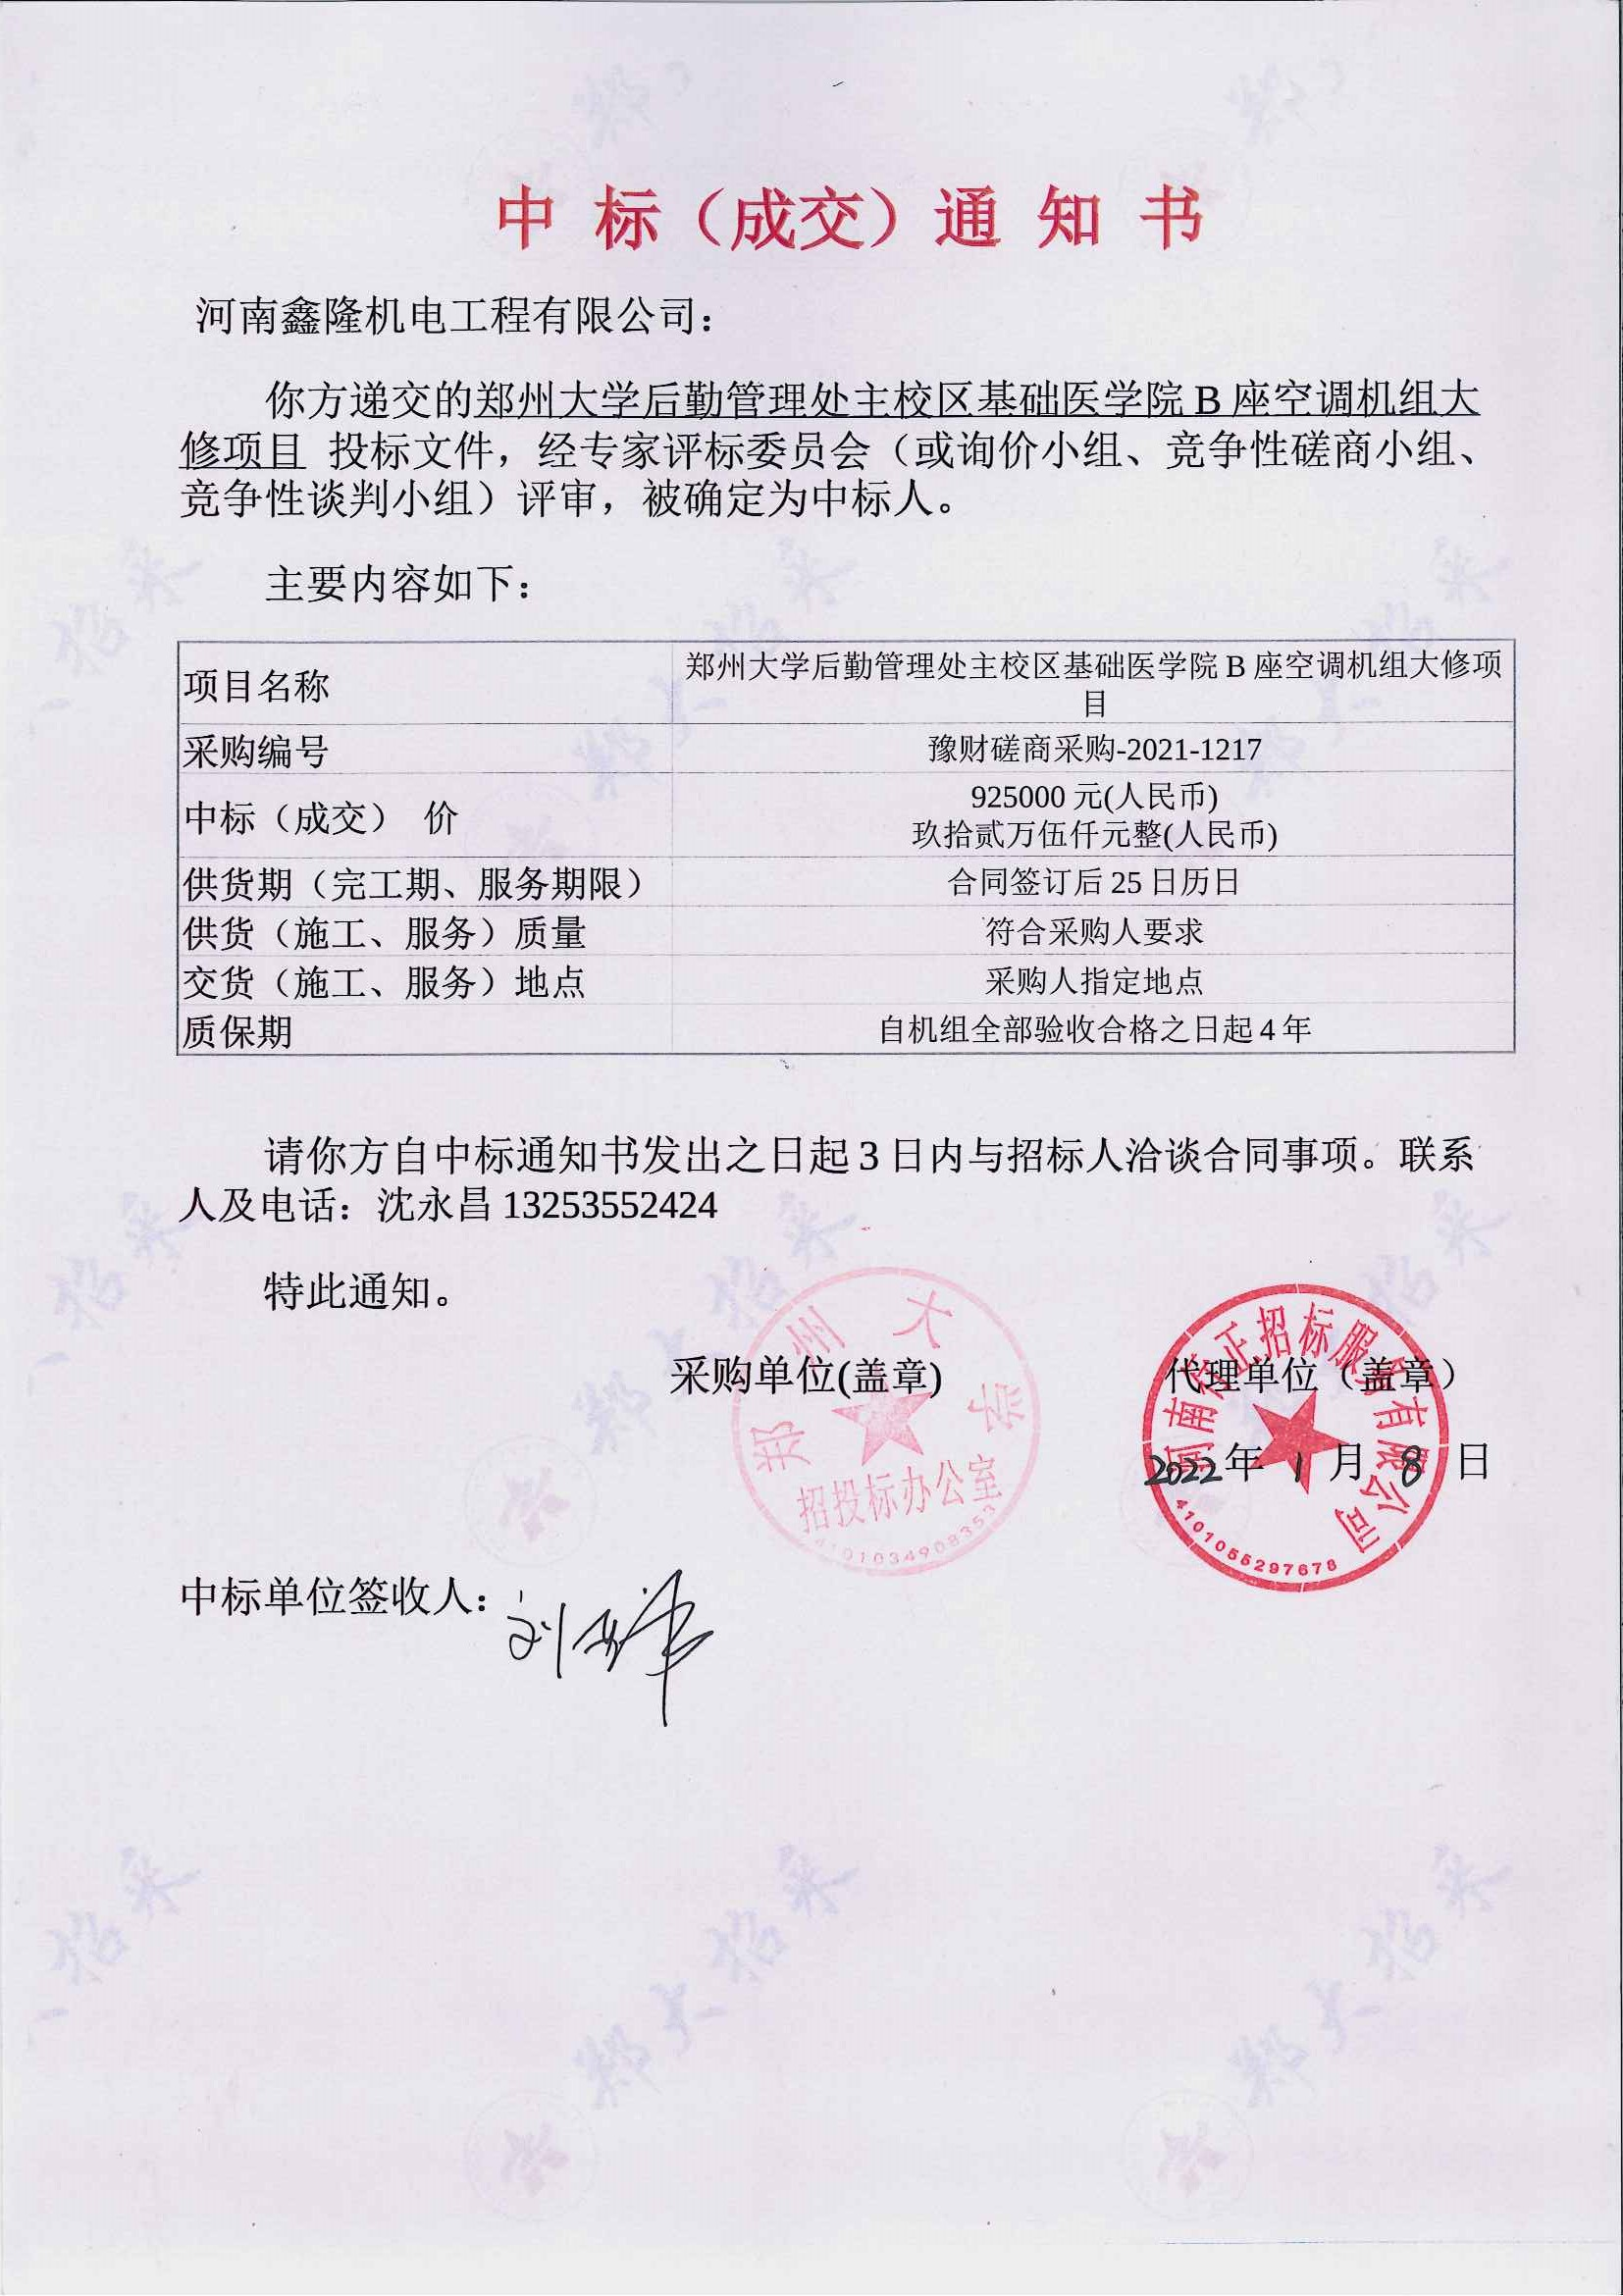 中标（成交）通知书
河南鑫隆机电工程有限公司：
你方递交的郑州大学后勤管理处主校区基础医学院 B 座空调机组大
修项目 投标文件，经专家评标委员会（或询价小组、竞争性磋商小组、
竞争性谈判小组）评审，被确定为中标人。
主要内容如下：
项目名称
郑州大学后勤管理处主校区基础医学院 B 座空调机组大修项
目
采购编号
豫财磋商采购-2021-1217
中标（成交） 价
925000 元(人民币)
玖拾贰万伍仟元整(人民币)
供货期（完工期、服务期限）
合同签订后 25 日历日
供货（施工、服务）质量
符合采购人要求
交货（施工、服务）地点
采购人指定地点
质保期
自机组全部验收合格之日起 4 年
请你方自中标通知书发出之日起 3 日内与招标人洽谈合同事项。联系
人及电话：沈永昌 13253552424
特此通知。
采购单位(盖章)
代理单位（盖章）
2022 年 1 月 8 日
郑州大学
招投标办公室
4101034908353
招标服务有限公司
4101055297678
中标单位签收人：